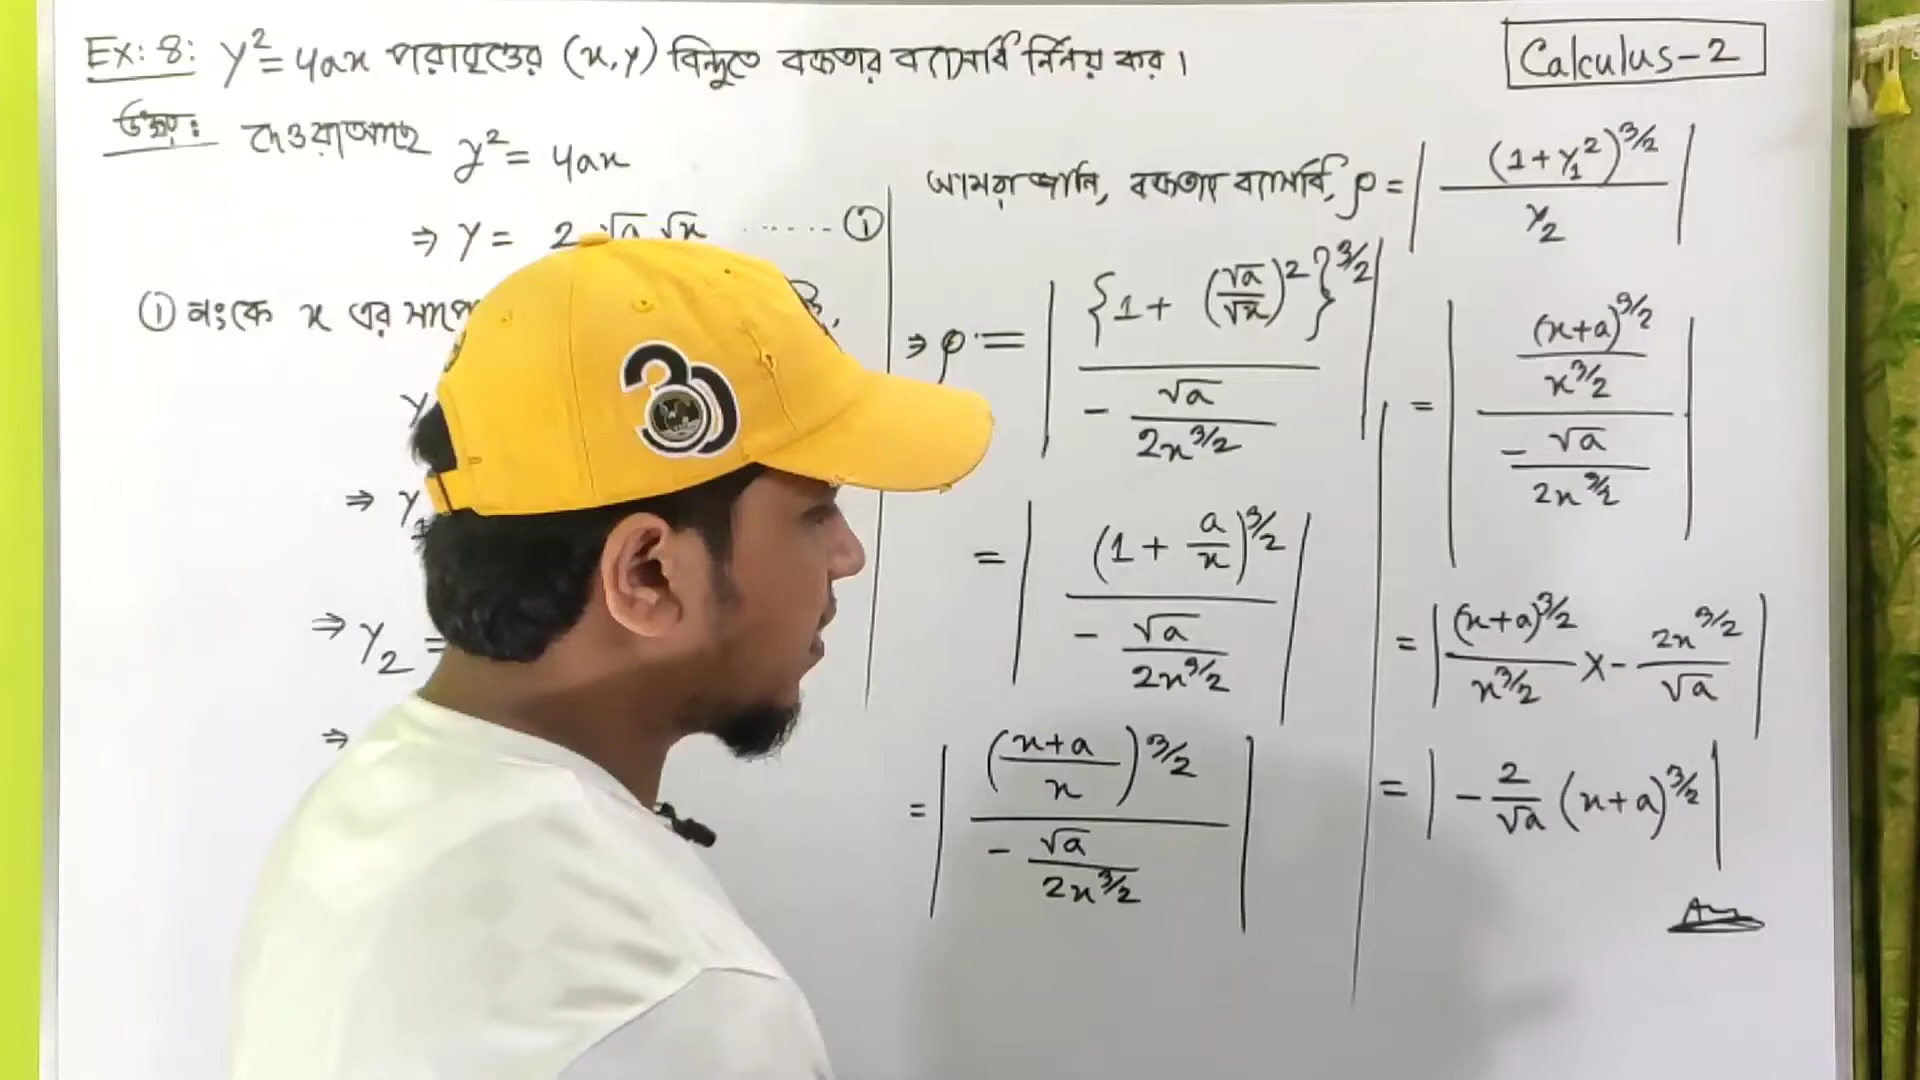 Ex: 8: y² = 4ax পরাবৃত্তের (x, y) বিন্দুতে বক্রতার ব্যাসার্ধ নির্ণয় কর।
Calculus-2
উত্তর: দেওয়া আছে y² = 4ax
⇒ y = 2 √a √x ........ ①
① নং কে x এর সাপে
y
⇒ y₁
⇒ y₂ =
⇒
আমরা জানি, বক্রতার ব্যাসার্ধ, ρ = | (1+y₁²)^3/2 / y₂ |
⇒ ρ = | {1 + (√a/√x)²}^3/2 / - √a/2x^3/2 |
= | (1 + a/x)^3/2 / - √a/2x^3/2 |
= | ((x+a)/x)^3/2 / - √a/2x^3/2 |
= | (x+a)^3/2/x^3/2 / - √a/2x^3/2 |
= | (x+a)^3/2/x^3/2 × - 2x^3/2/√a |
= | - 2/√a (x+a)^3/2 |
Ans
30